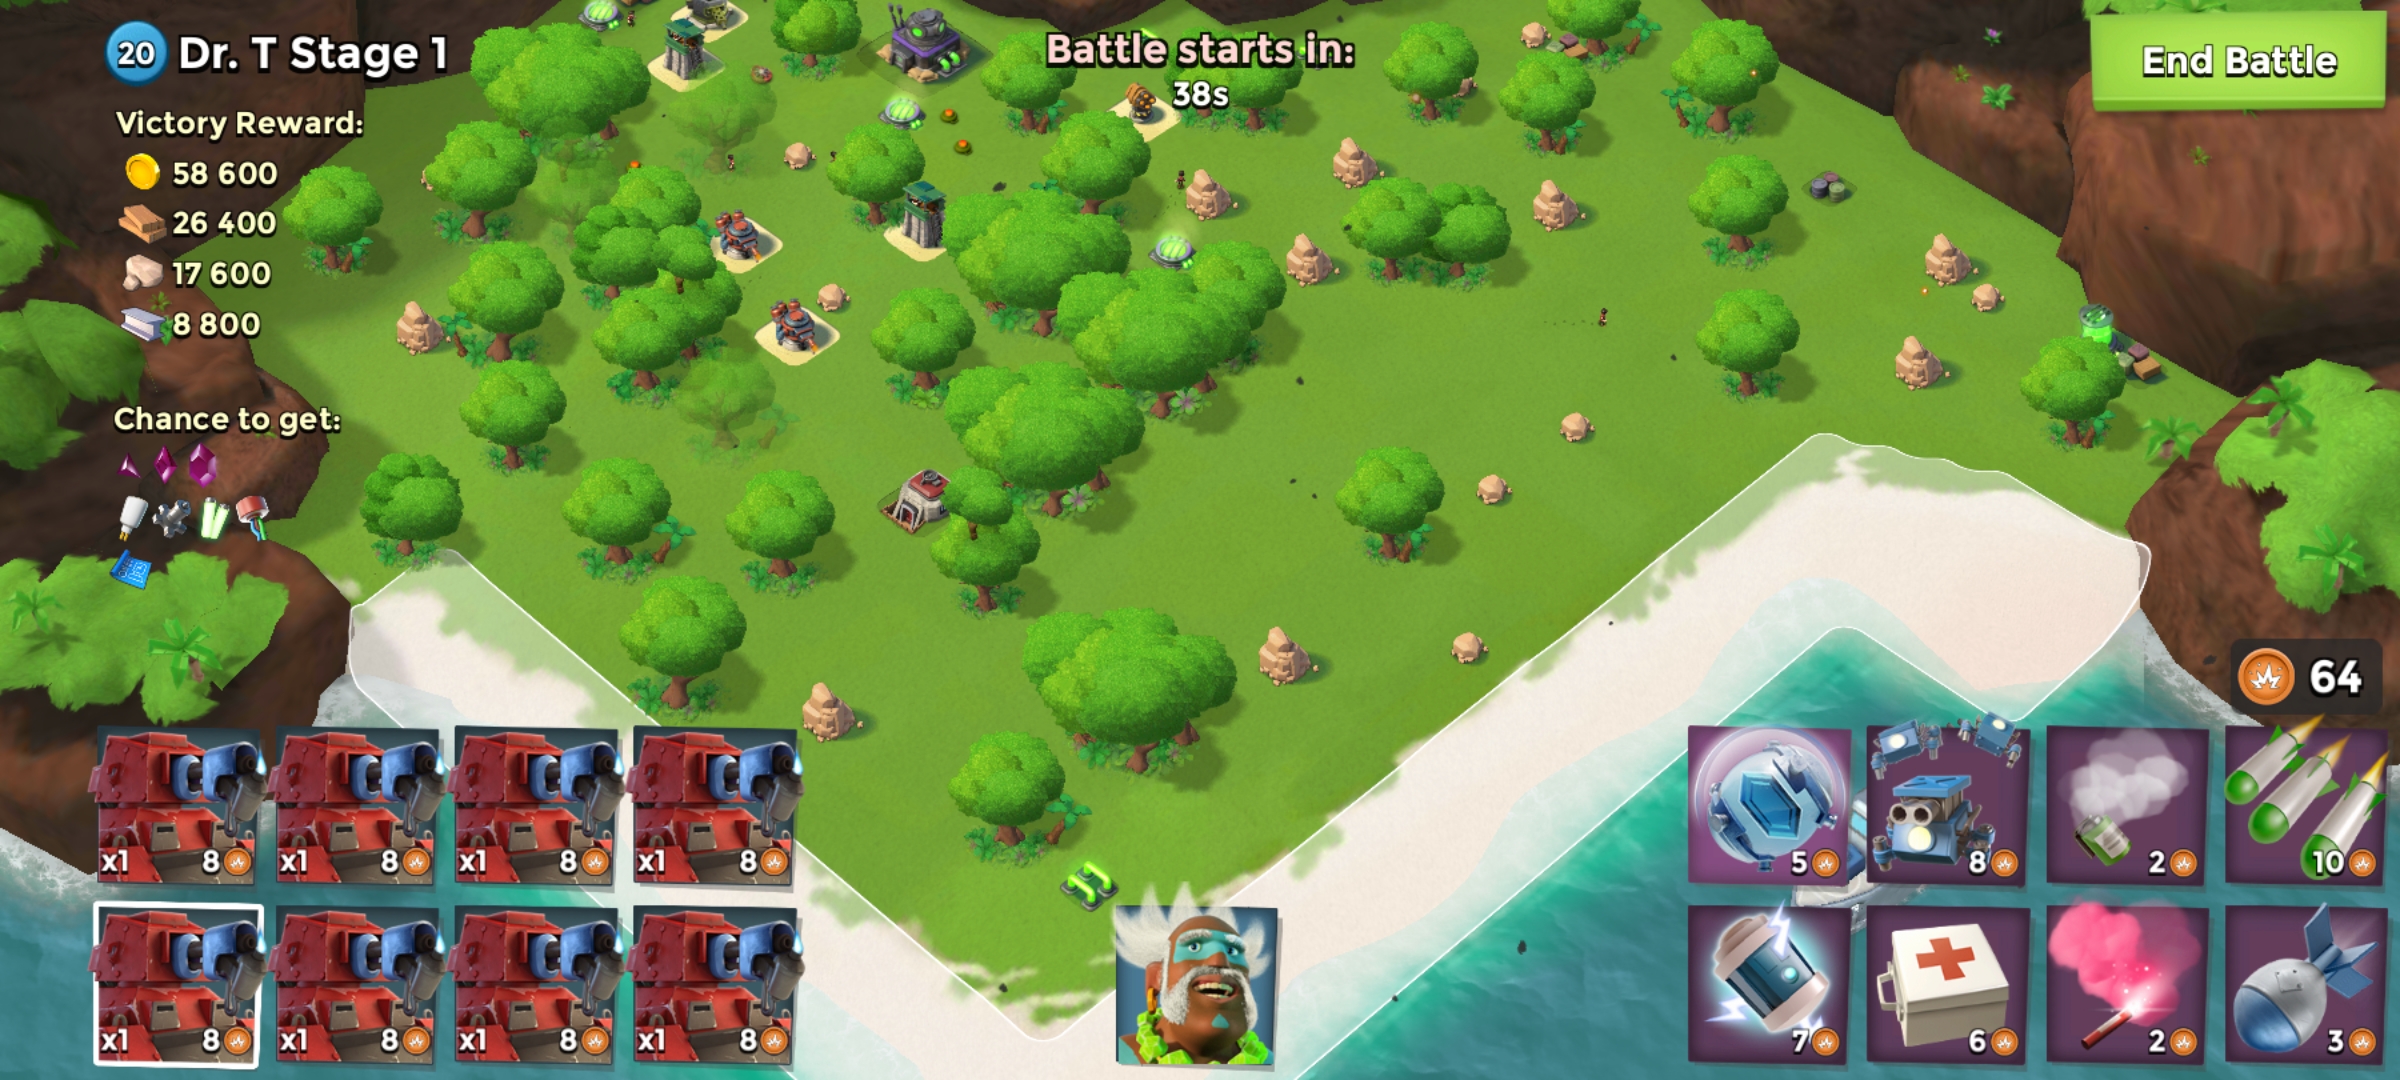 20 Dr. T Stage 1
Victory Reward:
58 600
26 400
17 600
8 800
Chance to get:
Battle starts in:
38s
End Battle
64
x1 8
x1 8
x1 8
x1 8
x1 8
x1 8
x1 8
x1 8
5
8
2
10
7
6
2
3